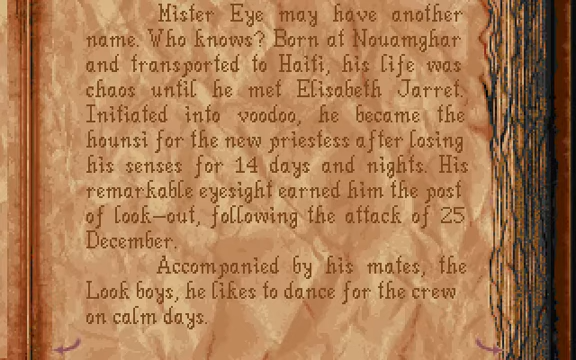 Mister Eye may have another
name. Who knows? Born at Nouamghar
and transported to Haiti, his life was
chaos until he met Elisabeth Jarret.
Initiated into voodoo, he became the
hounsi for the new priestess after losing
his senses for 14 days and nights. His
remarkable eyesight earned him the post
of look-out, following the attack of 25
December.
Accompanied by his mates, the
Look boys, he likes to dance for the crew
on calm days.